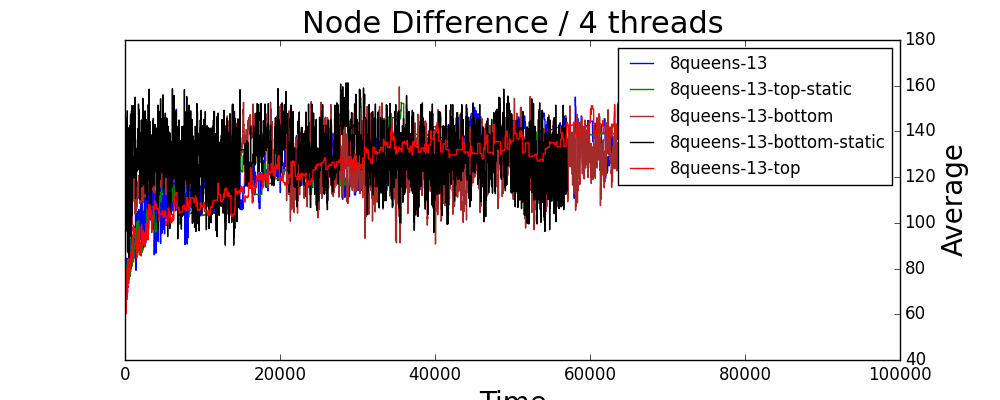 Node Difference / 4 threads
180
8queens-13
160
8queens-13-top-static
8queens-13-bottom
140
8queens-13-bottom-static
8queens-13-top
120
100
80
60
40
Average
0 20000 40000 60000 80000 100000
Time